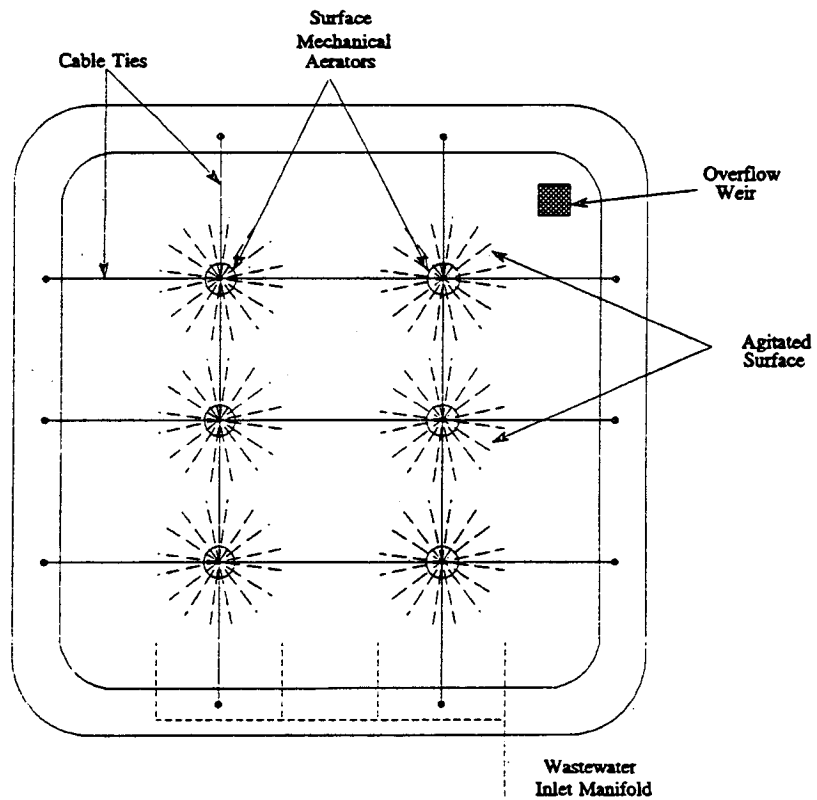 Surface
Mechanical
Aerators
Cable Ties
Overflow
Weir
Agitated
Surface
Wastewater
Inlet Manifold